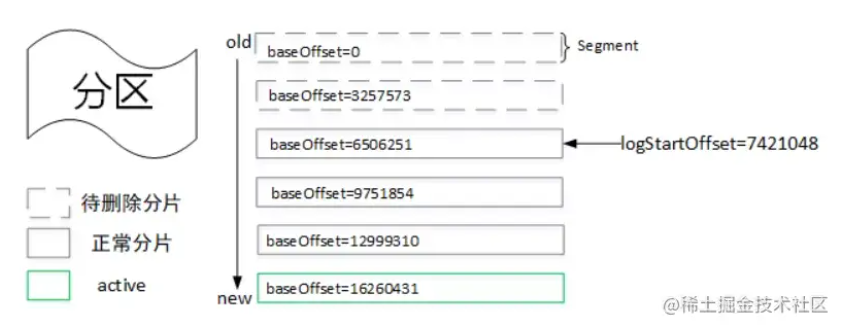 分区
old
baseOffset=0
Segment
baseOffset=3257573
baseOffset=6506251
logStartOffset=7421048
baseOffset=9751854
baseOffset=12999310
new
baseOffset=16260431
待删除分片
正常分片
active
@稀土掘金技术社区